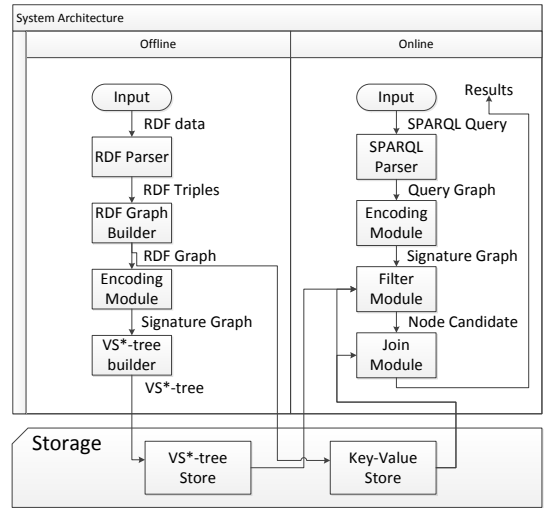 System Architecture
Offline
Online
Input
RDF data
RDF Parser
RDF Triples
RDF Graph
Builder
RDF Graph
Encoding
Module
Signature Graph
VS*-tree
builder
VS*-tree
Input
Results
SPARQL Query
SPARQL
Parser
Query Graph
Encoding
Module
Signature Graph
Filter
Module
Node Candidate
Join
Module
Storage
VS*-tree
Store
Key-Value
Store